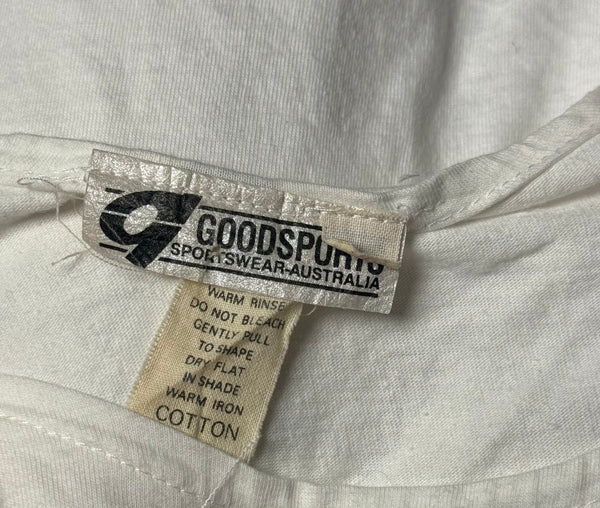 GOODSPORTS
SPORTSWEAR-AUSTRALIA
WARM RINSE
DO NOT BLEACH
GENTLY PULL
TO SHAPE
DRY FLAT
IN SHADE
WARM IRON
COTTON